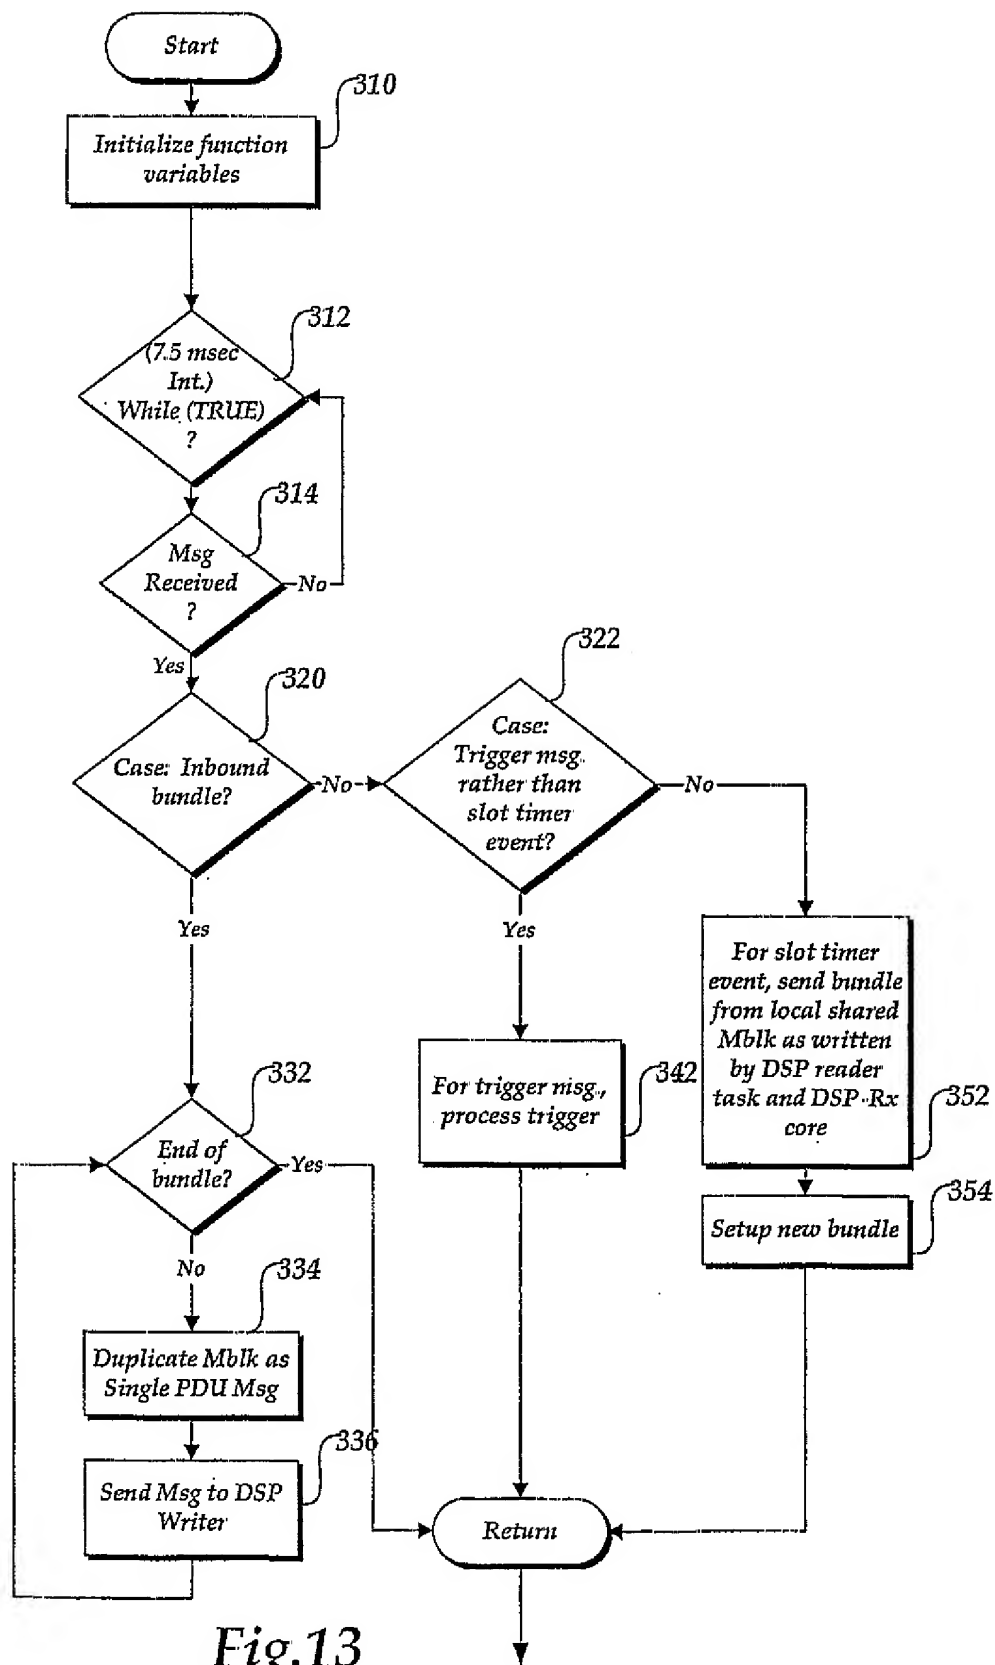 Start
310
Initialize function
variables
312
(7.5 msec
Int.)
While (TRUE)
?
314
Msg
Received
?
No
Yes
320
Case: Inbound
bundle?
No
322
Case:
Trigger msg.
rather than
slot timer
event?
No
Yes
Yes
For slot timer
event, send bundle
from local shared
Mblk as written
by DSP reader
task and DSP-Rx
core
352
332
End of
bundle?
Yes
342
For trigger msg.,
process trigger
354
Setup new bundle
No
334
Duplicate Mblk as
Single PDU Msg
336
Send Msg to DSP
Writer
Return
Fig.13